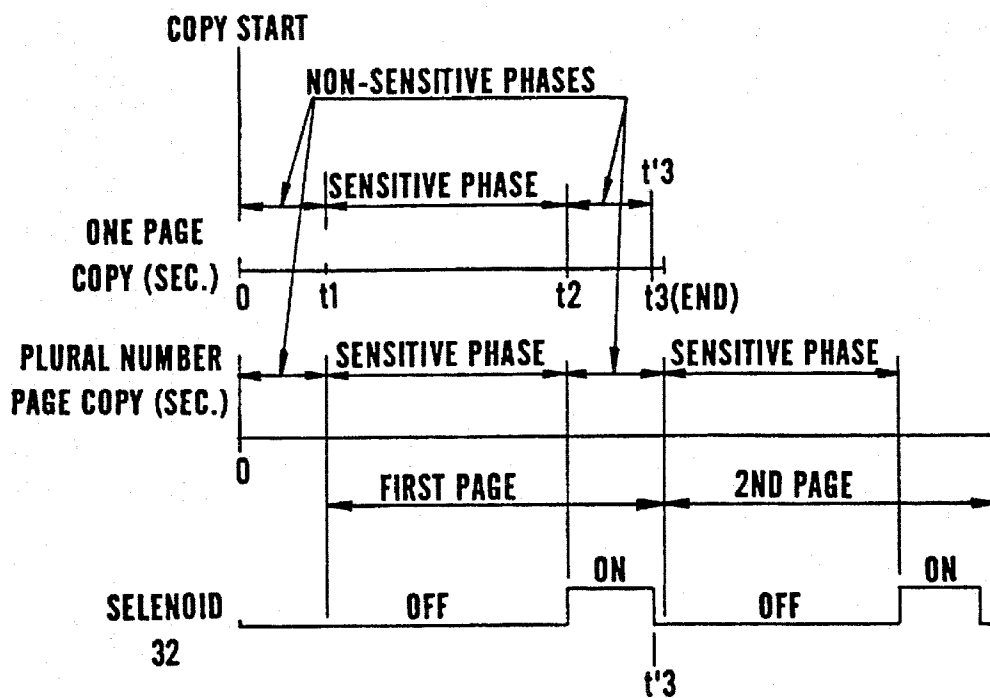 COPY START
NON-SENSITIVE PHASES
t'3
SENSITIVE PHASE
ONE PAGE
COPY (SEC.)
0 t1 t2 t3(END)
PLURAL NUMBER
PAGE COPY (SEC.)
SENSITIVE PHASE SENSITIVE PHASE
0
FIRST PAGE 2ND PAGE
ON ON
SELENOID
32
OFF OFF
t'3